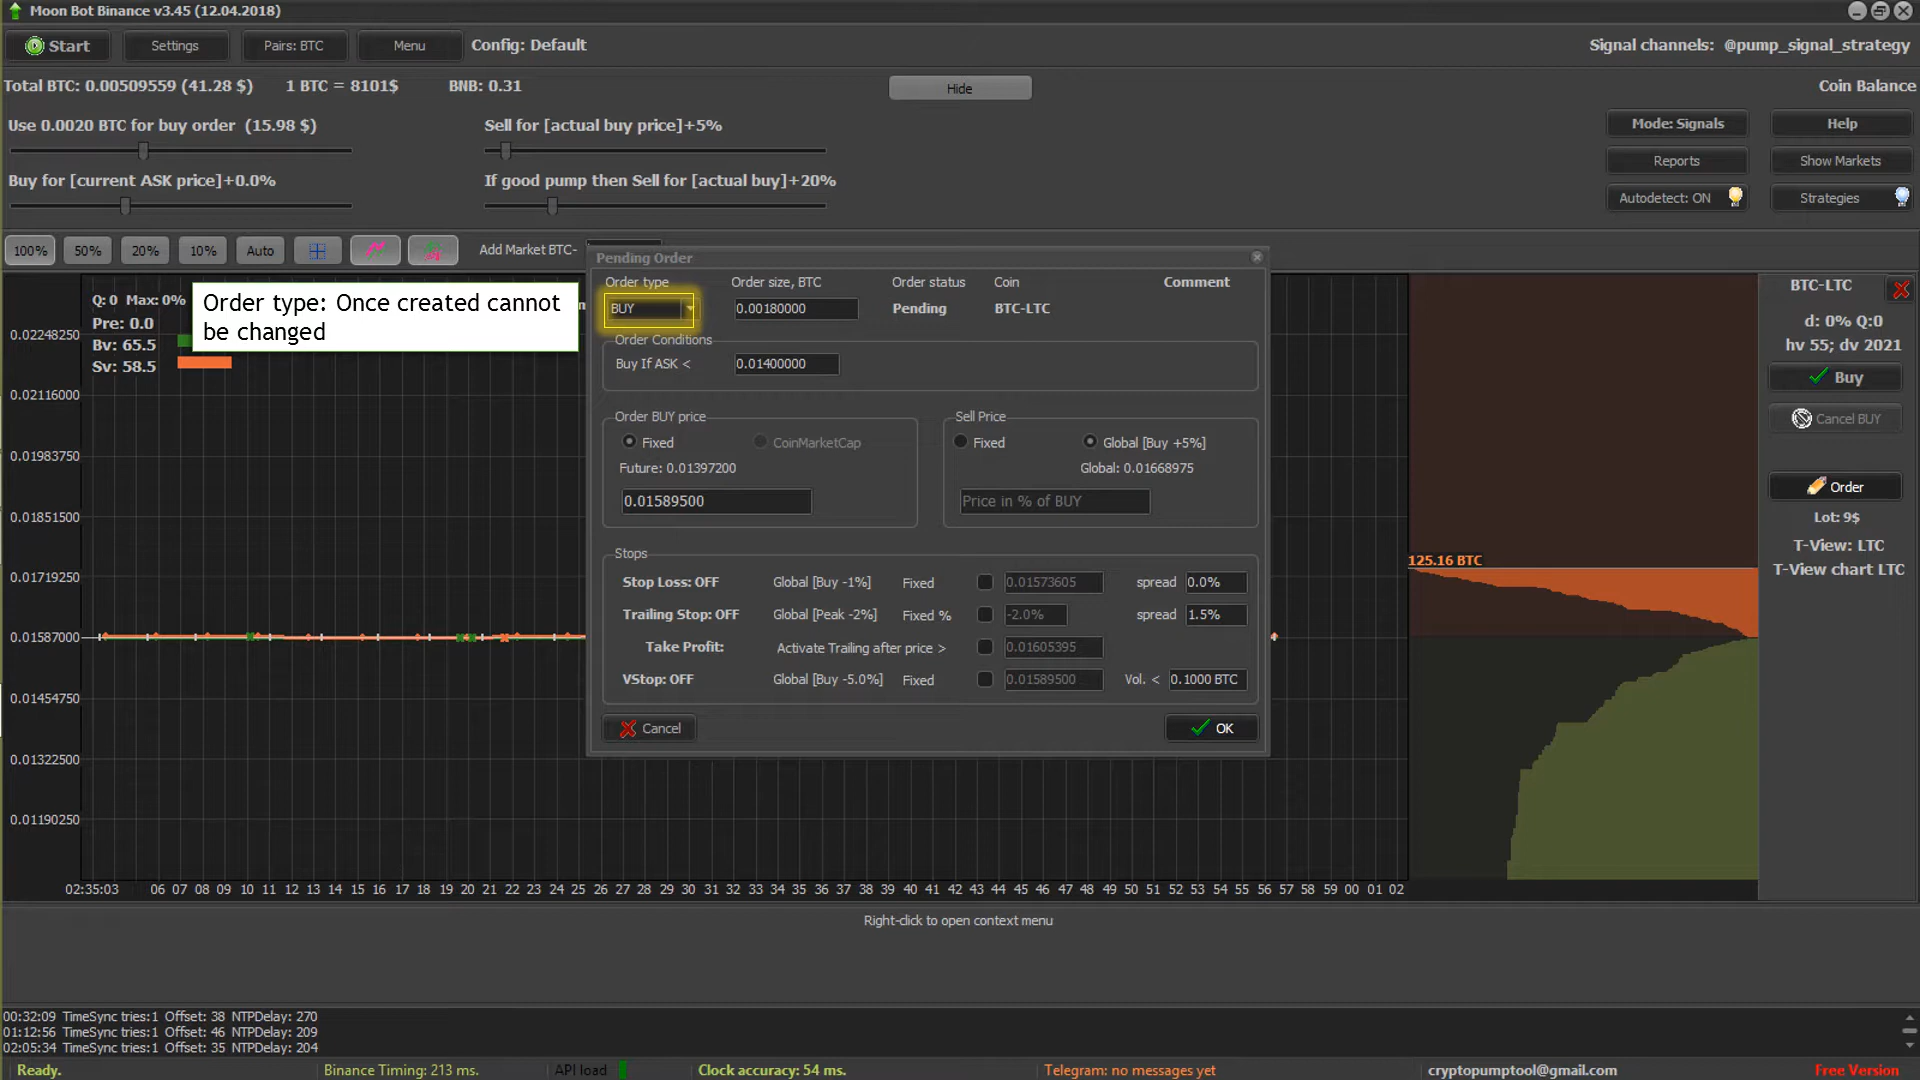 Moon Bot Binance v3.45 (12.04.2018)
Start Settings Pairs: BTC Menu Config: Default Signal channels: @pump_signal_strategy
Total BTC: 0.00509559 (41.28 $) 1 BTC = 8101$ BNB: 0.31 Hide Coin Balance
Use 0.0020 BTC for buy order (15.98 $) Sell for [actual buy price]+5% Mode: Signals Help
Reports Show Markets
Buy for [current ASK price]+0.0% If good pump then Sell for [actual buy]+20%
Autodetect: ON Strategies
100% 50% 20% 10% Auto Add Market BTC-
Pending Order
Order type Order size, BTC Order status Coin Comment
BUY 0.00180000 Pending BTC-LTC
Order Conditions
Buy If ASK < 0.01400000
Order BUY price Sell Price
Fixed CoinMarketCap Fixed Global [Buy +5%]
Future: 0.01397200 Global: 0.01668975
0.01589500 Price in % of BUY
Stops
Stop Loss: OFF Global [Buy -1%] Fixed 0.01573605 spread 0.0%
Trailing Stop: OFF Global [Peak -2%] Fixed % -2.0% spread 1.5%
Take Profit: Activate Trailing after price > 0.01605395
VStop: OFF Global [Buy -5.0%] Fixed 0.01589500 Vol. < 0.1000 BTC
Cancel OK
Order type: Once created cannot
be changed
Q: 0 Max: 0%
Pre: 0.0
Bv: 65.5
Sv: 58.5
0.02248250
0.02116000
0.01983750
0.01851500
0.01719250
0.01587000
0.01454750
0.01322500
0.01190250
02:35:03 06 07 08 09 10 11 12 13 14 15 16 17 18 19 20 21 22 23 24 25 26 27 28 29 30 31 32 33 34 35 36 37 38 39 40 41 42 43 44 45 46 47 48 49 50 51 52 53 54 55 56 57 58 59 00 01 02
125.16 BTC
BTC-LTC
d: 0% Q:0
hv 55; dv 2021
Buy
Cancel BUY
Order
Lot: 9$
T-View: LTC
T-View chart LTC
Right-click to open context menu
00:32:09 TimeSync tries:1 Offset: 38 NTPDelay: 270
01:12:56 TimeSync tries:1 Offset: 46 NTPDelay: 209
02:05:34 TimeSync tries:1 Offset: 35 NTPDelay: 204
Ready. Binance Timing: 213 ms. API load Clock accuracy: 54 ms. Telegram: no messages yet cryptopumptool@gmail.com Free Version